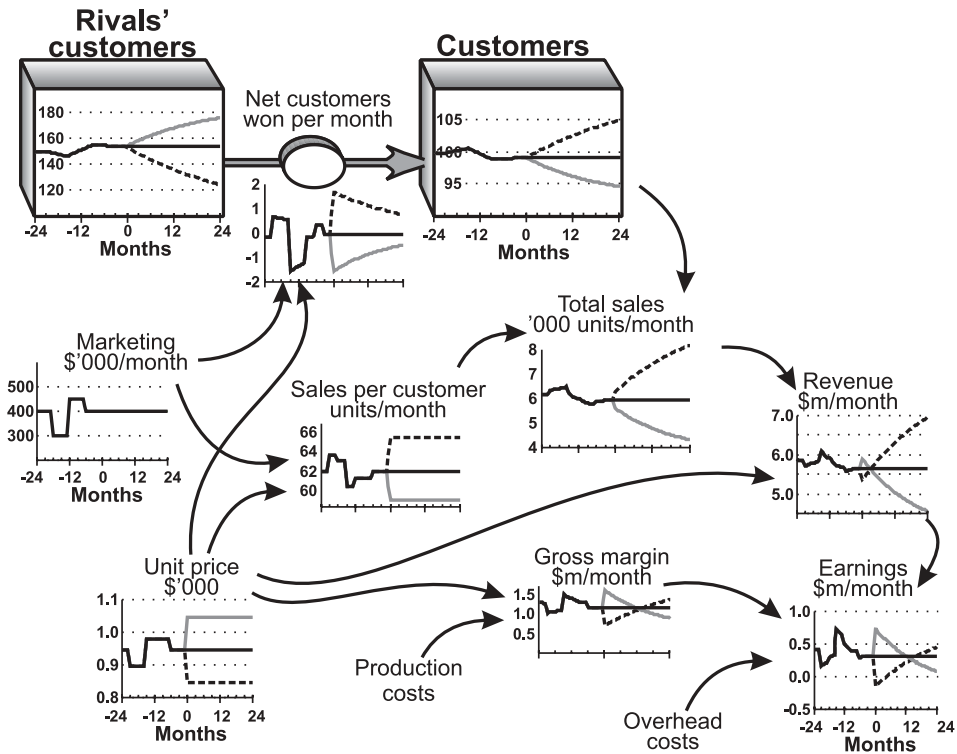 Rivals'
customers
180
160
140
120
-24 -12 0 12 24
Months
Net customers
won per month
2
1
0
-1
-2
Customers
105
100
95
-24 -12 0 12 24
Months
Marketing
$'000/month
500
400
300
-24 -12 0 12 24
Months
Sales per customer
units/month
66
64
62
60
Total sales
'000 units/month
8
7
6
5
4
Revenue
$m/month
7.0
6.0
5.0
Unit price
$'000
1.1
1.0
0.9
0.8
-24 -12 0 12 24
Months
Gross margin
$m/month
1.5
1.0
0.5
Production
costs
Earnings
$m/month
1.0
0.5
0.0
-0.5
-24 -12 0 12 24
Months
Overhead
costs